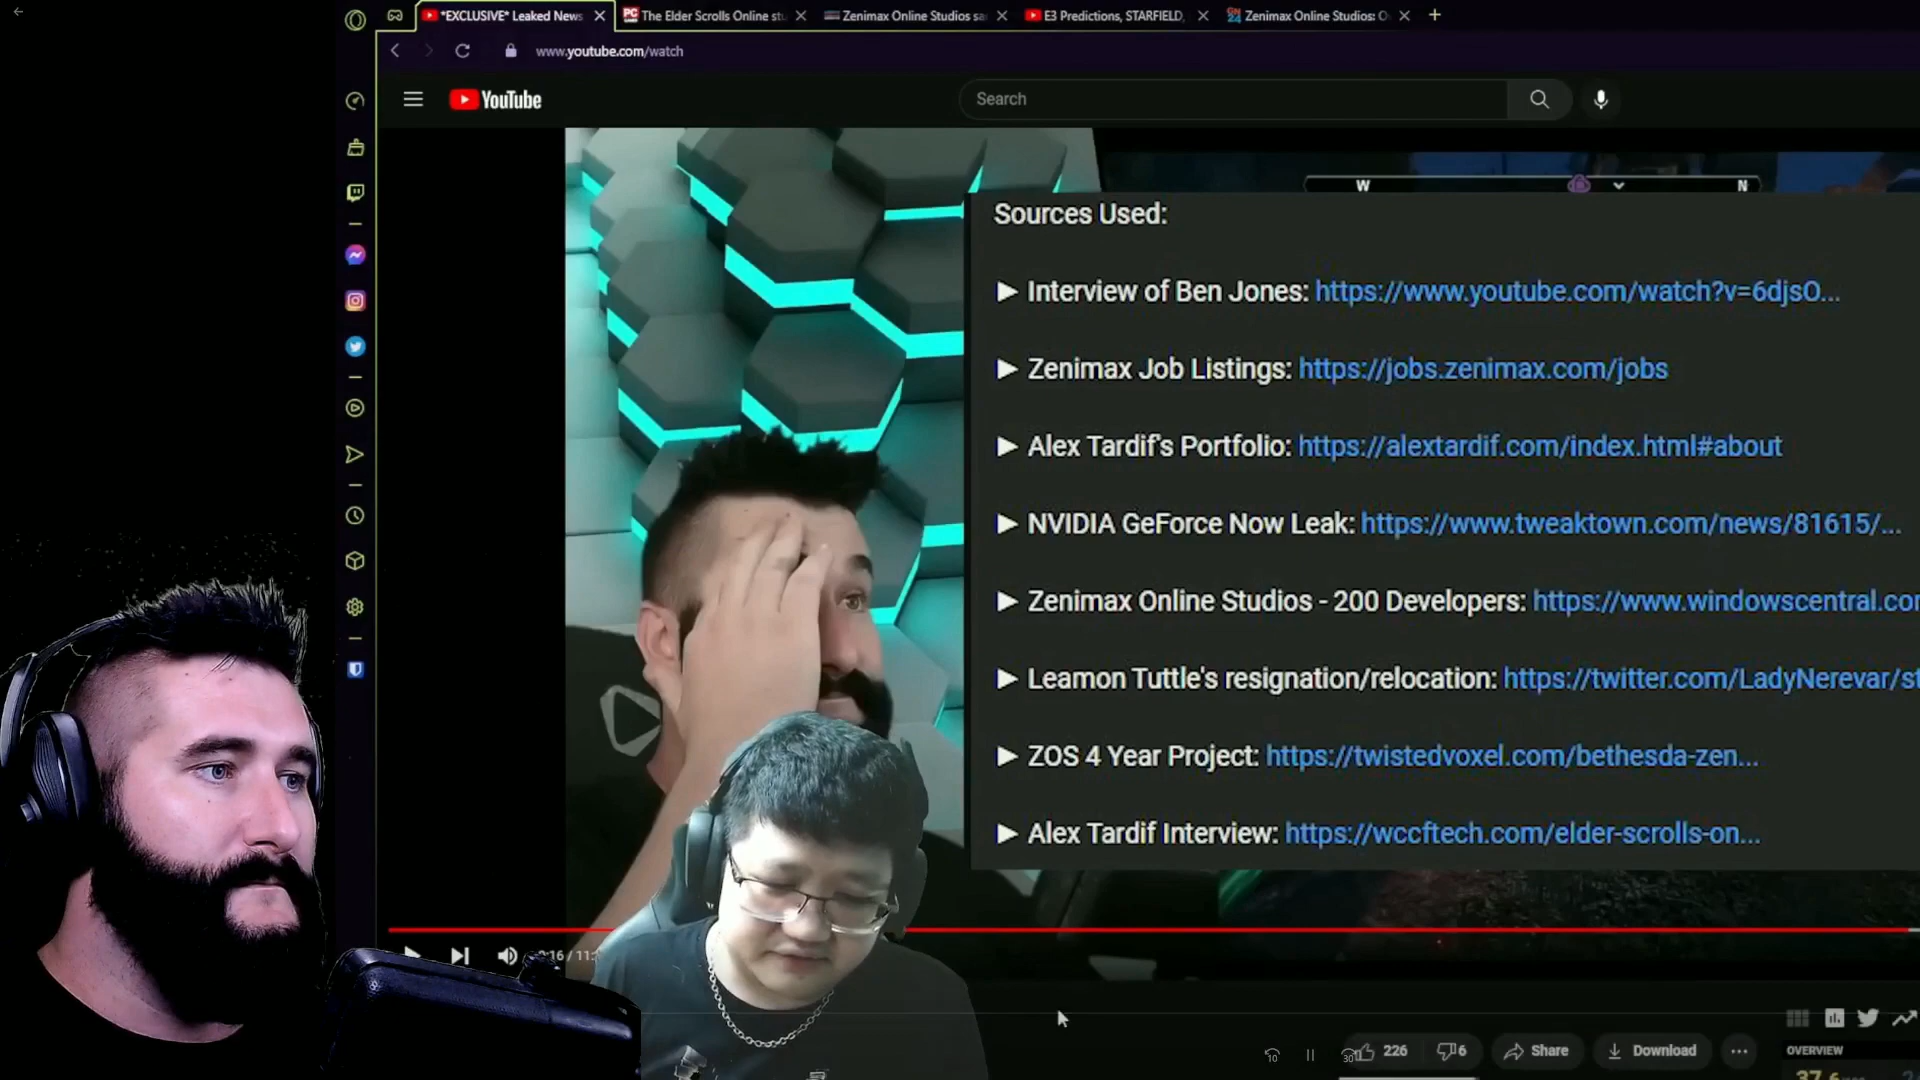 *EXCLUSIVE* Leaked News
The Elder Scrolls Online stu
Zenimax Online Studios sa
E3 Predictions, STARFIELD,
Zenimax Online Studios: O
www.youtube.com/watch
YouTube
Search
W
N
Sources Used:
► Interview of Ben Jones: https://www.youtube.com/watch?v=6djsO...
► Zenimax Job Listings: https://jobs.zenimax.com/jobs
► Alex Tardif's Portfolio: https://alextardif.com/index.html#about
► NVIDIA GeForce Now Leak: https://www.tweaktown.com/news/81615/...
► Zenimax Online Studios - 200 Developers: https://www.windowscentral.co
► Leamon Tuttle's resignation/relocation: https://twitter.com/LadyNerevar/st
► ZOS 4 Year Project: https://twistedvoxel.com/bethesda-zen...
► Alex Tardif Interview: https://wccftech.com/elder-scrolls-on...
:16 / 11:
10
30
226
6
Share
Download
OVERVIEW